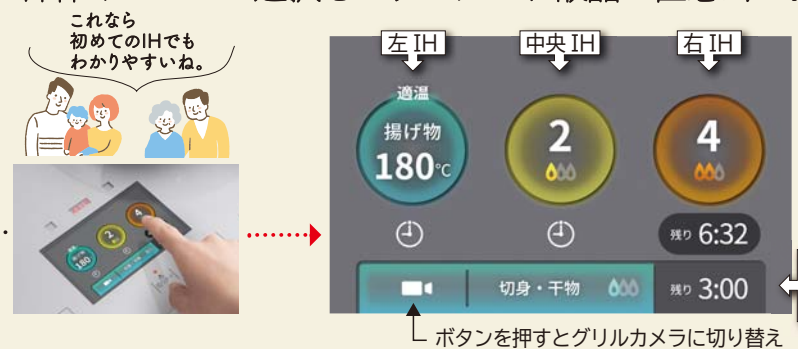 これなら
初めてのIHでも
わかりやすいね。
左 IH
中央 IH
右 IH
適温
揚げ物
180℃
2
4
残り 6:32
切身・干物
残り 3:00
180
2
4
ボタンを押すとグリルカメラに切り替え